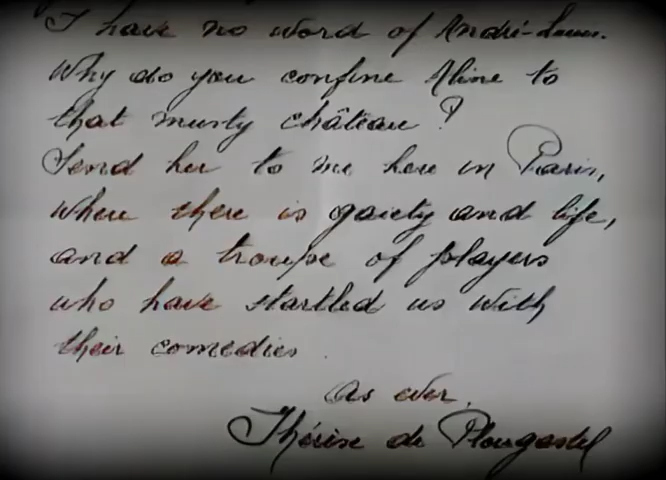 I have no word of André-Louis.
Why do you confine Aline to
that musty château?
Send her to me here in Paris,
where there is gaiety and life,
and a troupe of players
who have startled us with
their comedies.
As ever.
Thérèse de Plougastel